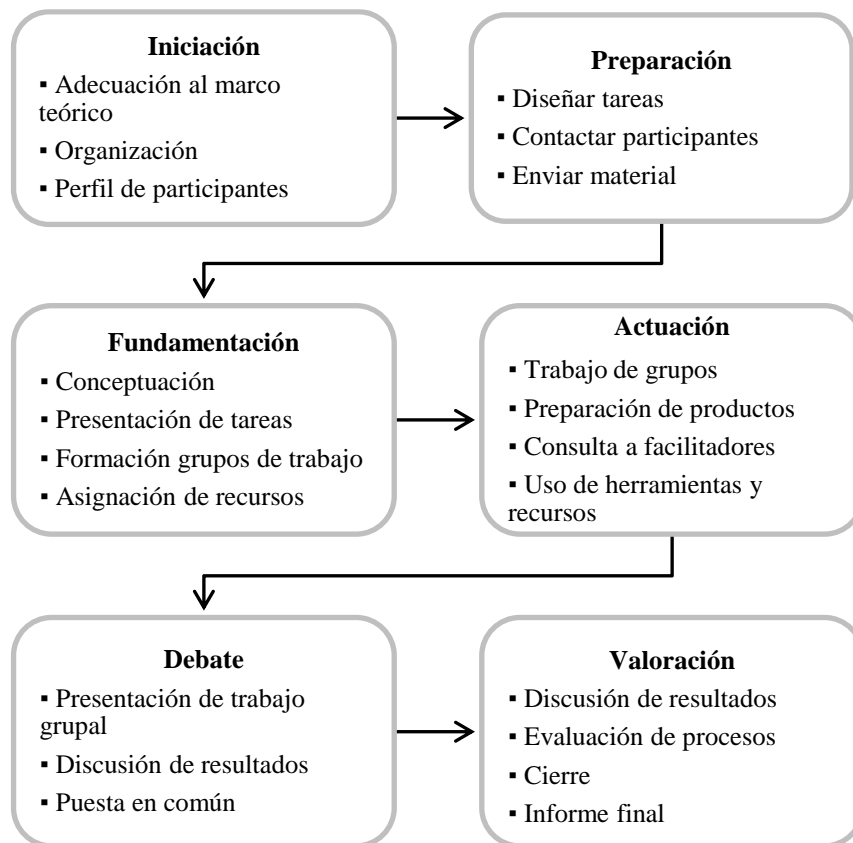 Iniciación
▪ Adecuación al marco
teórico
▪ Organización
▪ Perfil de participantes
Preparación
▪ Diseñar tareas
▪ Contactar participantes
▪ Enviar material
Fundamentación
▪ Conceptuación
▪ Presentación de tareas
▪ Formación grupos de trabajo
▪ Asignación de recursos
Actuación
▪ Trabajo de grupos
▪ Preparación de productos
▪ Consulta a facilitadores
▪ Uso de herramientas y
recursos
Debate
▪ Presentación de trabajo
grupal
▪ Discusión de resultados
▪ Puesta en común
Valoración
▪ Discusión de resultados
▪ Evaluación de procesos
▪ Cierre
▪ Informe final